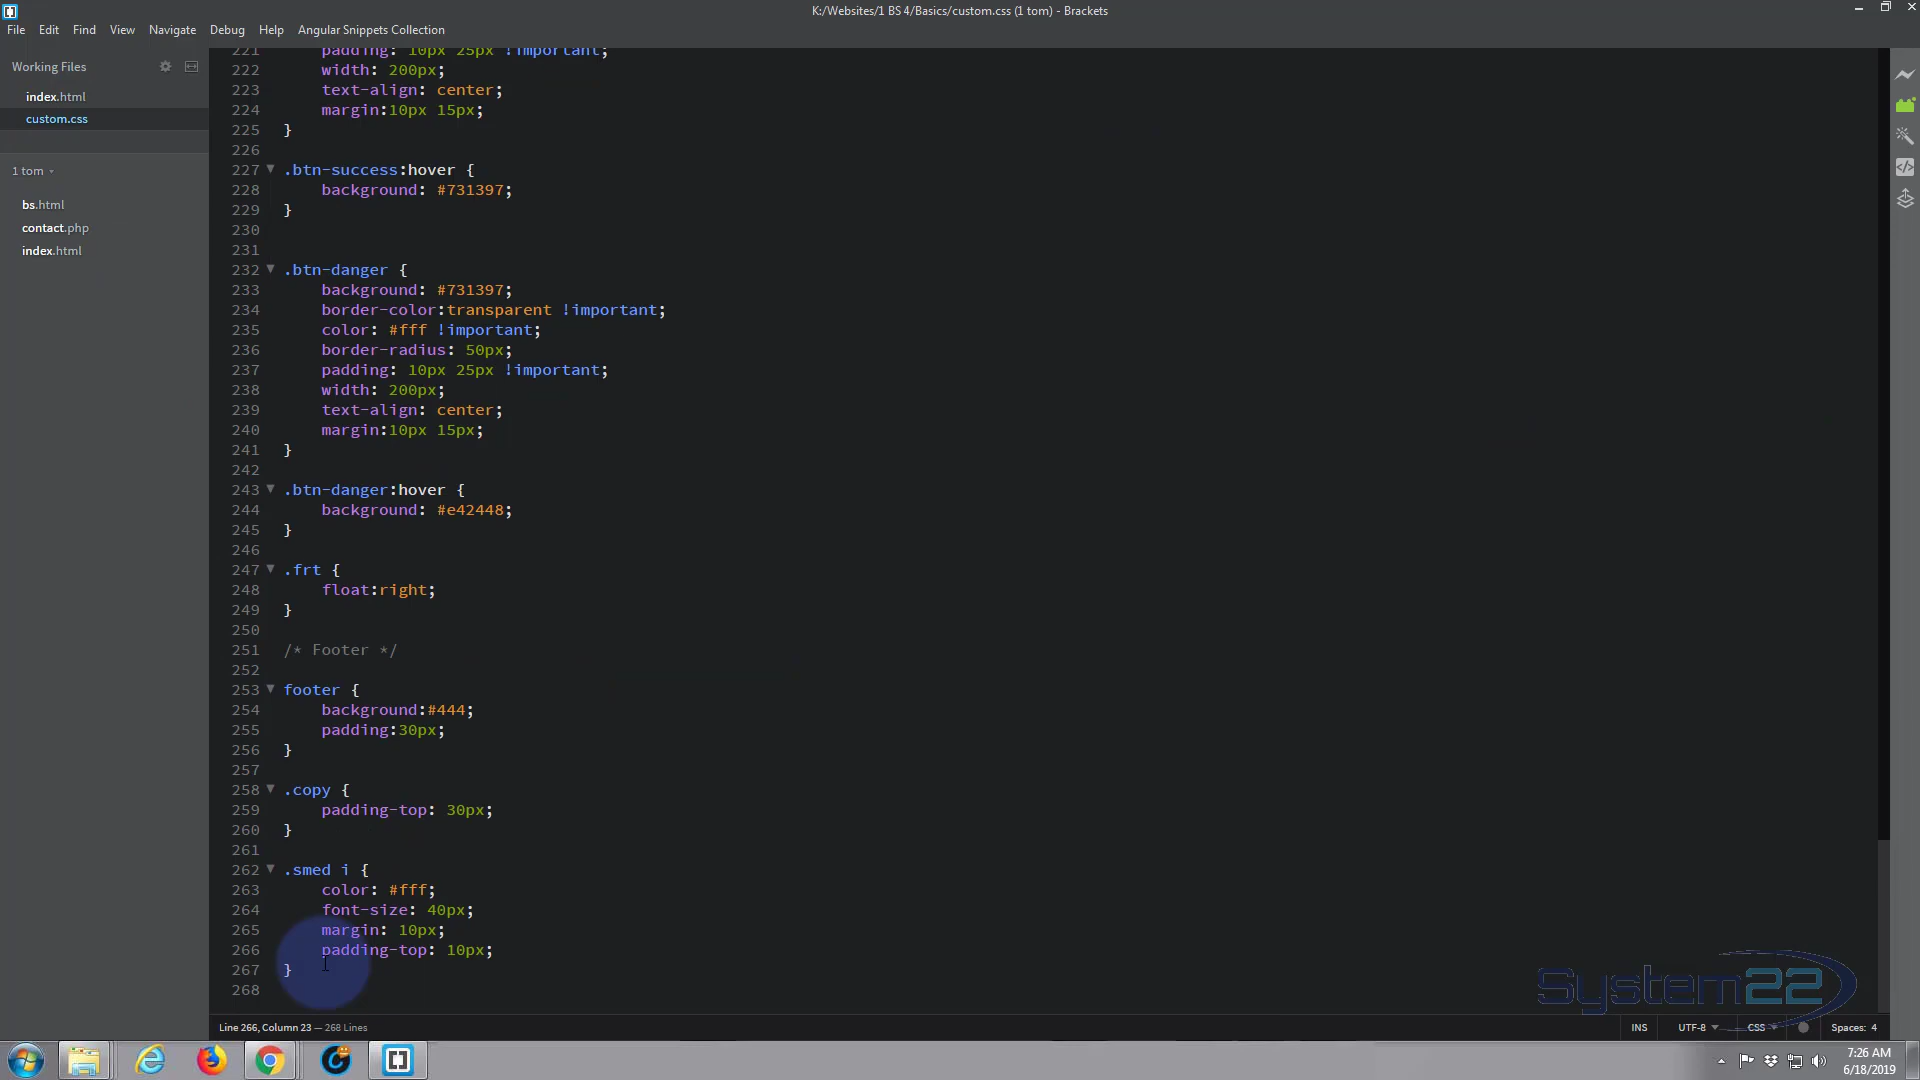 K:/Websites/1 BS 4/Basics/custom.css (1 tom) - Brackets
File Edit Find View Navigate Debug Help Angular Snippets Collection
Working Files
index.html
custom.css
1 tom
bs.html
contact.php
index.html
221 padding: 10px 25px !important;
222 width: 200px;
223 text-align: center;
224 margin:10px 15px;
225 }
226
227 .btn-success:hover {
228 background: #731397;
229 }
230
231
232 .btn-danger {
233 background: #731397;
234 border-color:transparent !important;
235 color: #fff !important;
236 border-radius: 50px;
237 padding: 10px 25px !important;
238 width: 200px;
239 text-align: center;
240 margin:10px 15px;
241 }
242
243 .btn-danger:hover {
244 background: #e42448;
245 }
246
247 .frt {
248 float:right;
249 }
250
251 /* Footer */
252
253 footer {
254 background:#444;
255 padding:30px;
256 }
257
258 .copy {
259 padding-top: 30px;
260 }
261
262 .smed i {
263 color: #fff;
264 font-size: 40px;
265 margin: 10px;
266 padding-top: 10px;
267 }
268
System22
Line 266, Column 23 — 268 Lines
INS UTF-8 CSS Spaces: 4
7:26 AM
6/18/2019